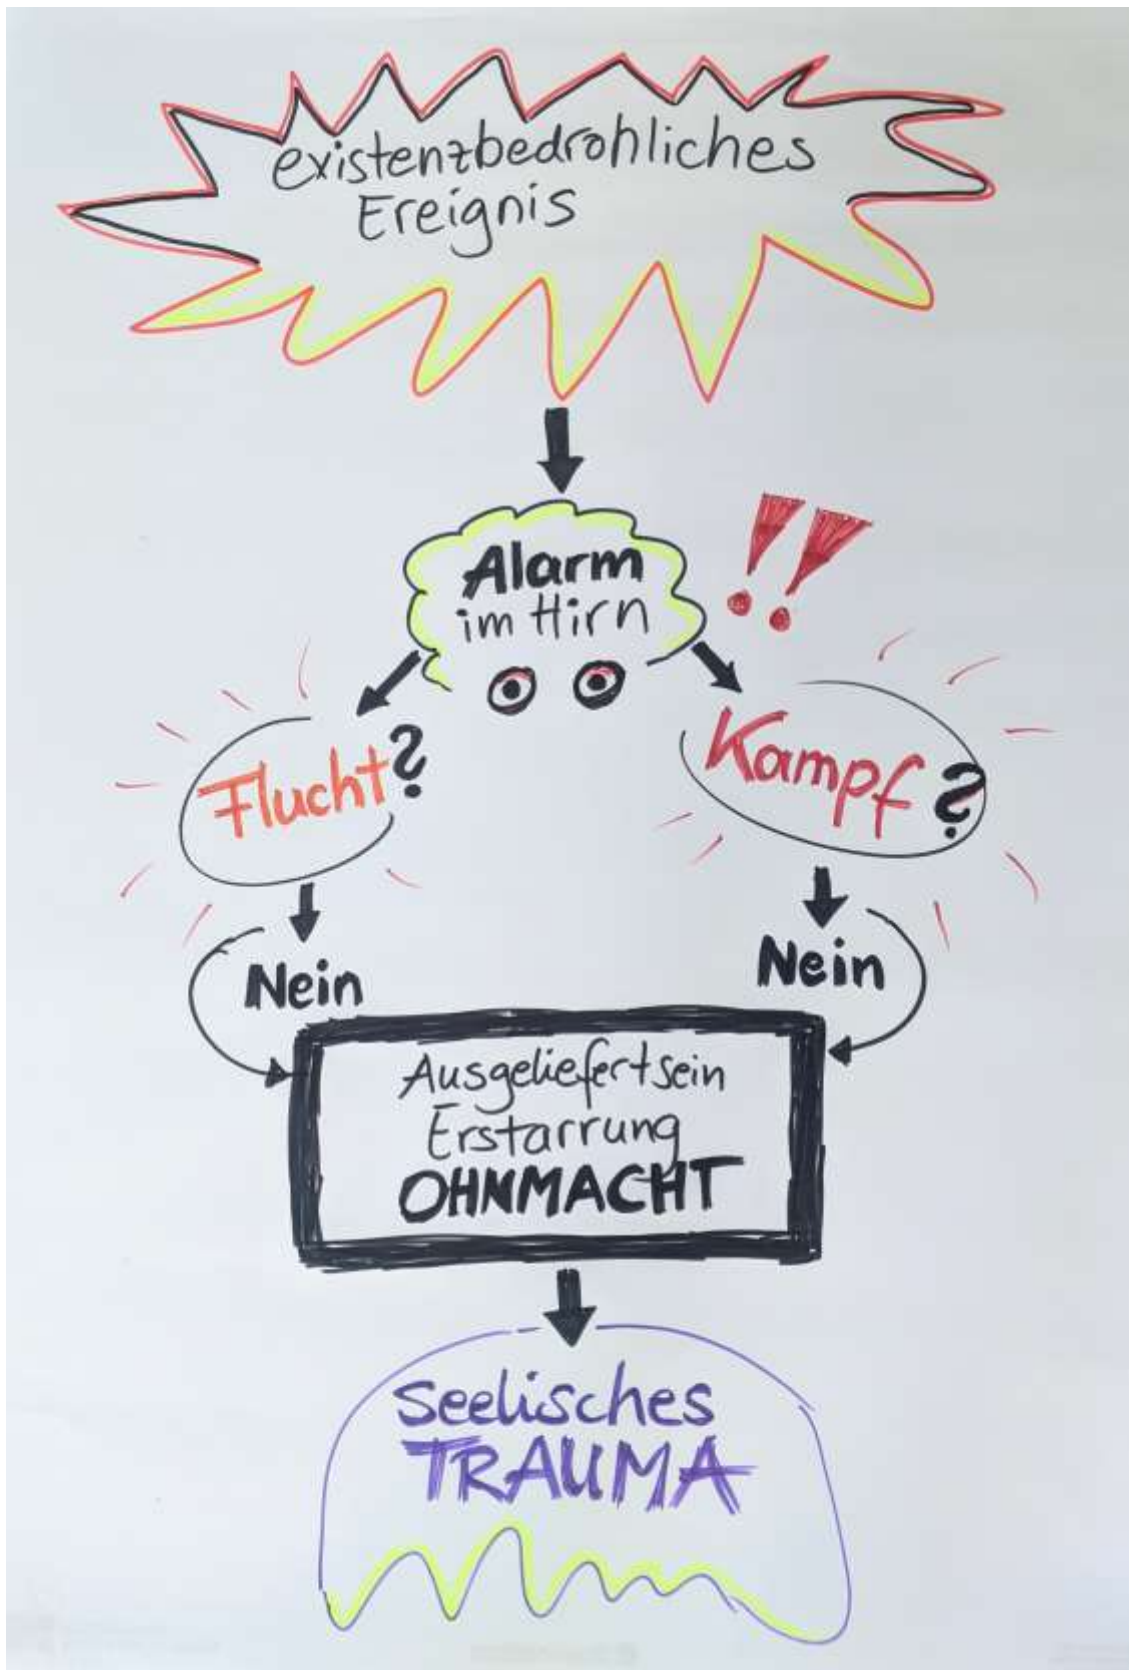 existenzbedrohliches
Ereignis
Alarm
im Hirn
!!
Flucht?
Kampf?
Nein
Nein
Ausgeliefertsein
Erstarrung
OHNMACHT
Seelisches
TRAUMA